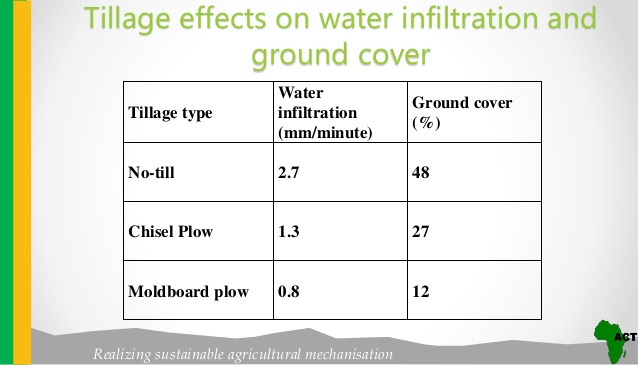 Tillage effects on water infiltration and
ground cover
Tillage type
Water
infiltration
(mm/minute)
Ground cover
(%)
No-till 2.7 48
Chisel Plow 1.3 27
Moldboard plow 0.8 12
Realizing sustainable agricultural mechanisation
ACT